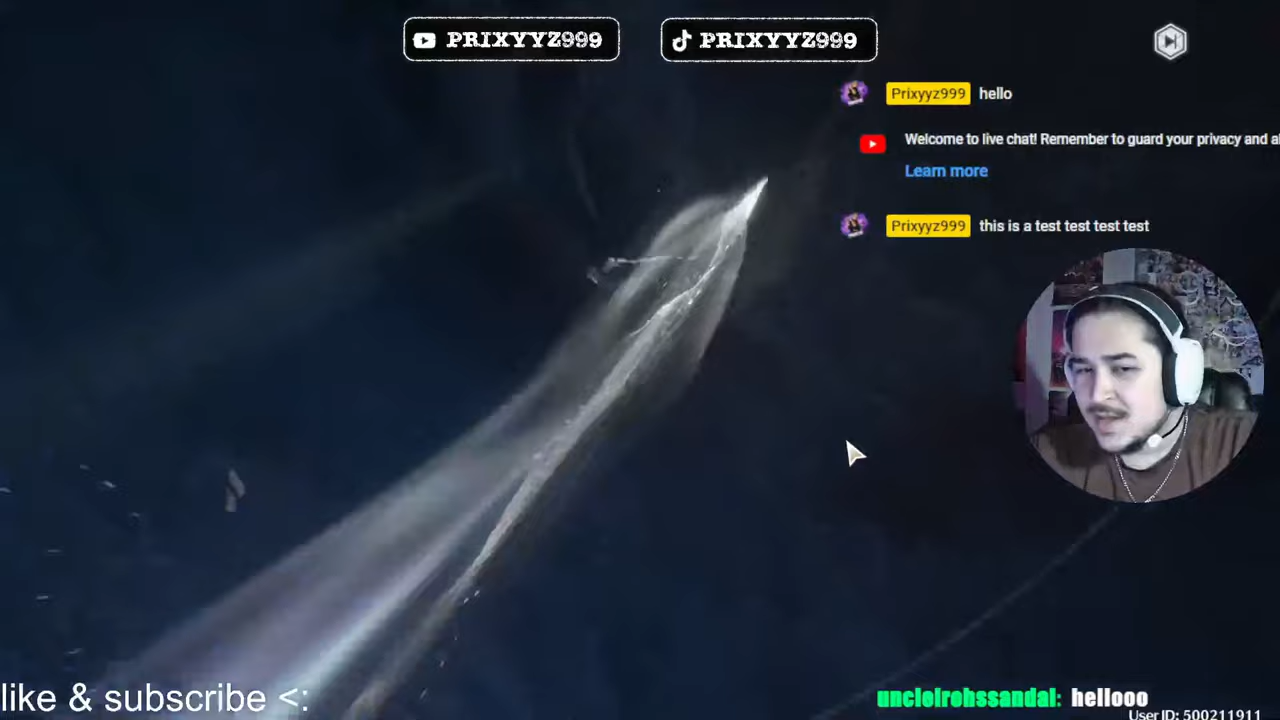 PRIXYYZ999
PRIXYYZ999
Prixyyz999 hello
Welcome to live chat! Remember to guard your privacy and a
Learn more
Prixyyz999 this is a test test test test
like & subscribe <:
unclelrohssandal: hellooo
User ID: 500211911